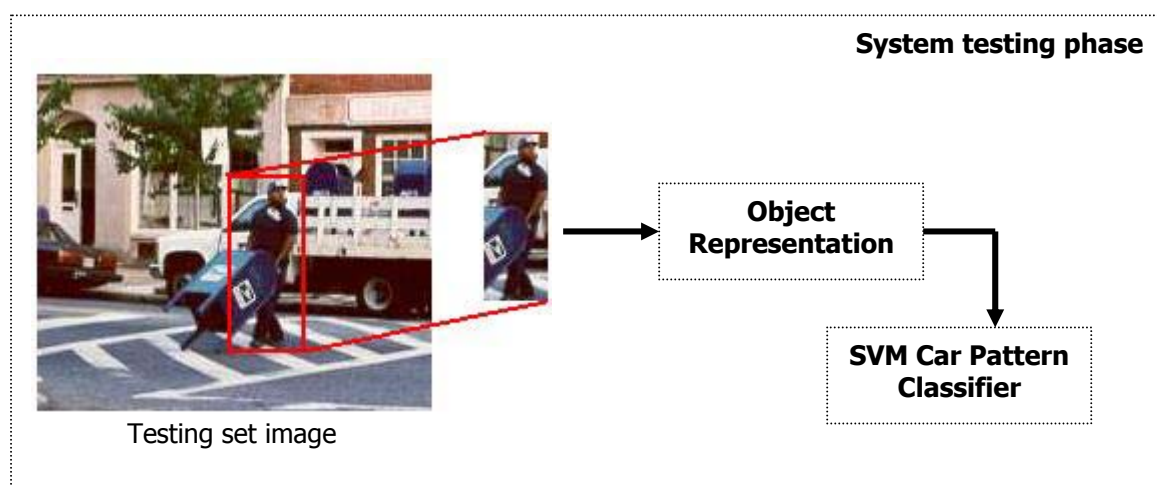 System testing phase
Object
Representation
SVM Car Pattern
Classifier
Testing set image